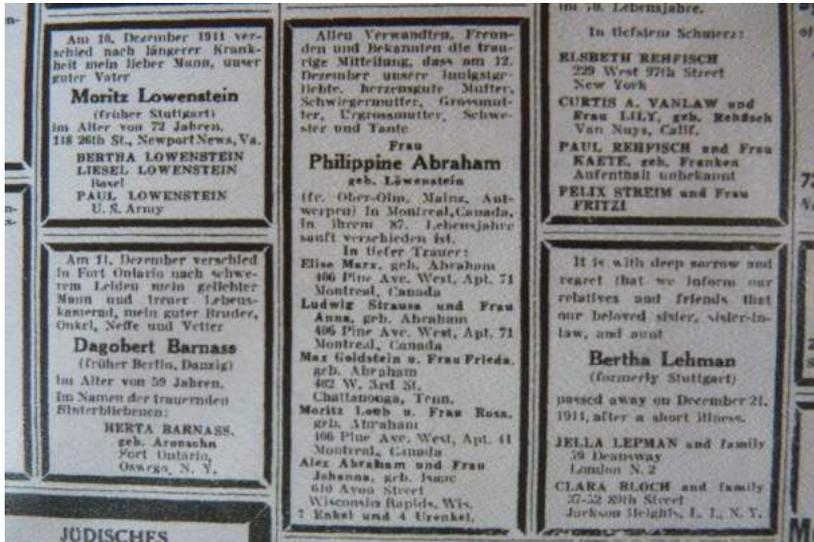 Am 10. Dezember 1944 ver-
schied nach längerer Krank-
heit mein lieber Mann, unser
guter Vater
Moritz Lowenstein
(früher Stuttgart)
im Alter von 72 Jahren.
118 26th St., Newport News, Va.
BERTHA LOWENSTEIN
LIESEL LOWENSTEIN
Basel
PAUL LOWENSTEIN
U. S. Army
Am 11. Dezember verschied
in Fort Ontario nach schwe-
rem Leiden mein geliebter
Mann und treuer Lebens-
kamerad, mein guter Bruder,
Onkel, Neffe und Vetter
Dagobert Barnass
(früher Berlin, Danzig)
im Alter von 59 Jahren.
Im Namen der trauernden
Hinterbliebenen:
HERTA BARNASS,
geb. Aronsohn
Fort Ontario,
Oswego, N. Y.
JÜDISCHES
Allen Verwandten, Freun-
den und Bekannten die trau-
rige Mitteilung, dass am 12.
Dezember unsere innigstge-
liebte, herzensgute Mutter,
Schwiegermutter, Grossmut-
ter, Urgrossmutter, Schwe-
ster und Tante
Frau
Philippine Abraham
geb. Löwenstein
(fr. Ober-Olm, Mainz, Ant-
werpen) in Montreal, Canada,
in ihrem 87. Lebensjahre
sanft verschieden ist.
In tiefer Trauer:
Elise Marx, geb. Abraham
406 Pine Ave. West, Apt. 71
Montreal, Canada
Ludwig Strauss und Frau
Anna, geb. Abraham
406 Pine Ave. West, Apt. 71
Montreal, Canada
Max Goldstein u. Frau Frieda,
geb. Abraham
482 W. 3rd St.
Chattanooga, Tenn.
Moritz Loeb u. Frau Rosa,
geb. Abraham
466 Pine Ave. West, Apt. 41
Montreal, Canada
Alex Abraham und Frau
Johanna, geb. Isaac
610 Avon Street
Wisconsin Rapids, Wis.
7 Enkel und 4 Urenkel.
im 70. Lebensjahre.
In tiefstem Schmerz:
ELSBETH REHFISCH
229 West 97th Street
New York
CURTIS A. VANLAW und
Frau LILY, geb. Rehfisch
Van Nuys, Calif.
PAUL REHFISCH und Frau
KAETE, geb. Franken
Aufenthalt unbekannt
FELIX STREIM und Frau
FRITZI
It is with deep sorrow and
regret that we inform our
relatives and friends that
our beloved sister, sister-in-
law, and aunt
Bertha Lehman
(formerly Stuttgart)
passed away on December 21,
1944, after a short illness.
JELLA LEPMAN and family
59 Deansway
London N. 2
CLARA BLOCH and family
37-52 89th Street
Jackson Heights, L. I., N. Y.